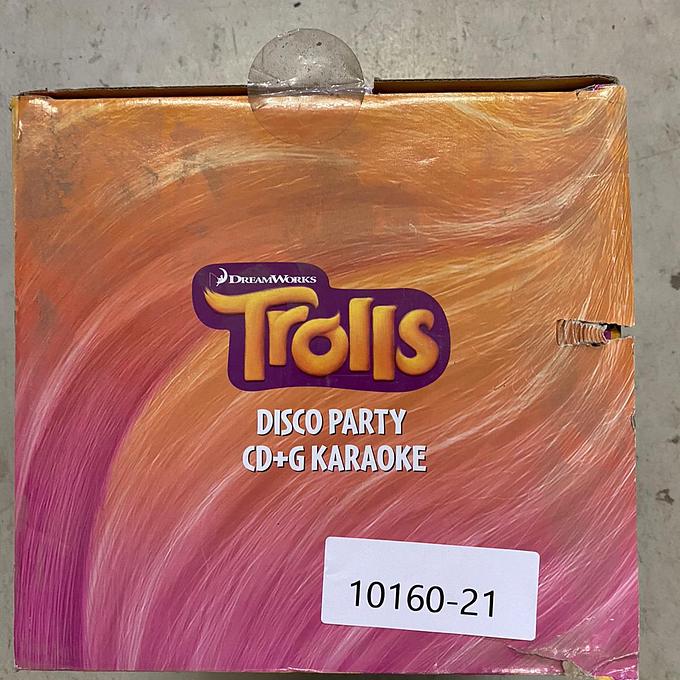 DREAMWORKS
Trolls
DISCO PARTY
CD+G KARAOKE
10160-21